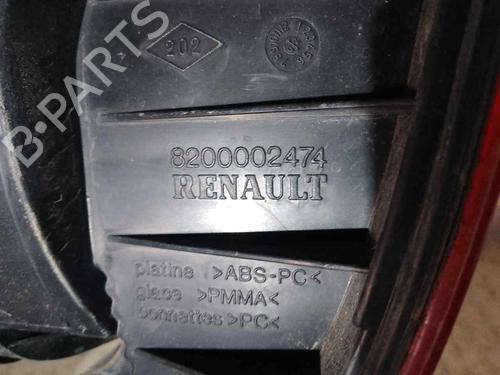 202
B-PARTS
8200002474
RENAULT
platine >ABS-PC<
glace >PMMA<
bonnettes >PC<